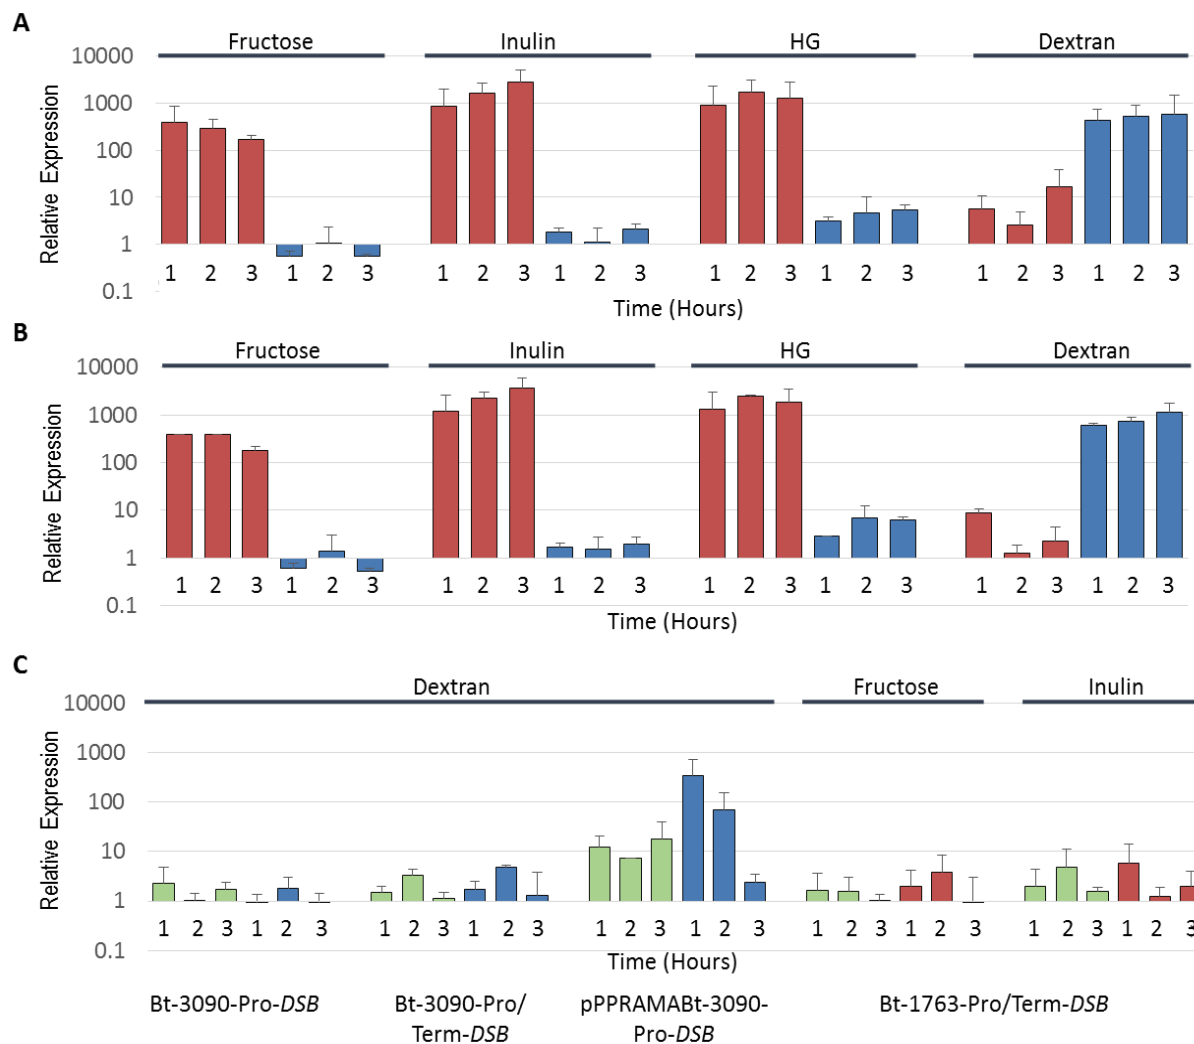 A
Fructose Inulin HG Dextran
10000
1000
100
10
1
0.1
Relative Expression
1 2 3 1 2 3 1 2 3 1 2 3 1 2 3 1 2 3 1 2 3 1 2 3
Time (Hours)
B
Fructose Inulin HG Dextran
10000
1000
100
10
1
0.1
Relative Expression
1 2 3 1 2 3 1 2 3 1 2 3 1 2 3 1 2 3 1 2 3 1 2 3
Time (Hours)
C
Dextran Fructose Inulin
10000
1000
100
10
1
0.1
Relative Expression
1 2 3 1 2 3 1 2 3 1 2 3 1 2 3 1 2 3 1 2 3 1 2 3 1 2 3 1 2 3
Time (Hours)
Bt-3090-Pro-DSB Bt-3090-Pro/ pPPRAMABt-3090- Bt-1763-Pro/Term-DSB
Term-DSB Pro-DSB